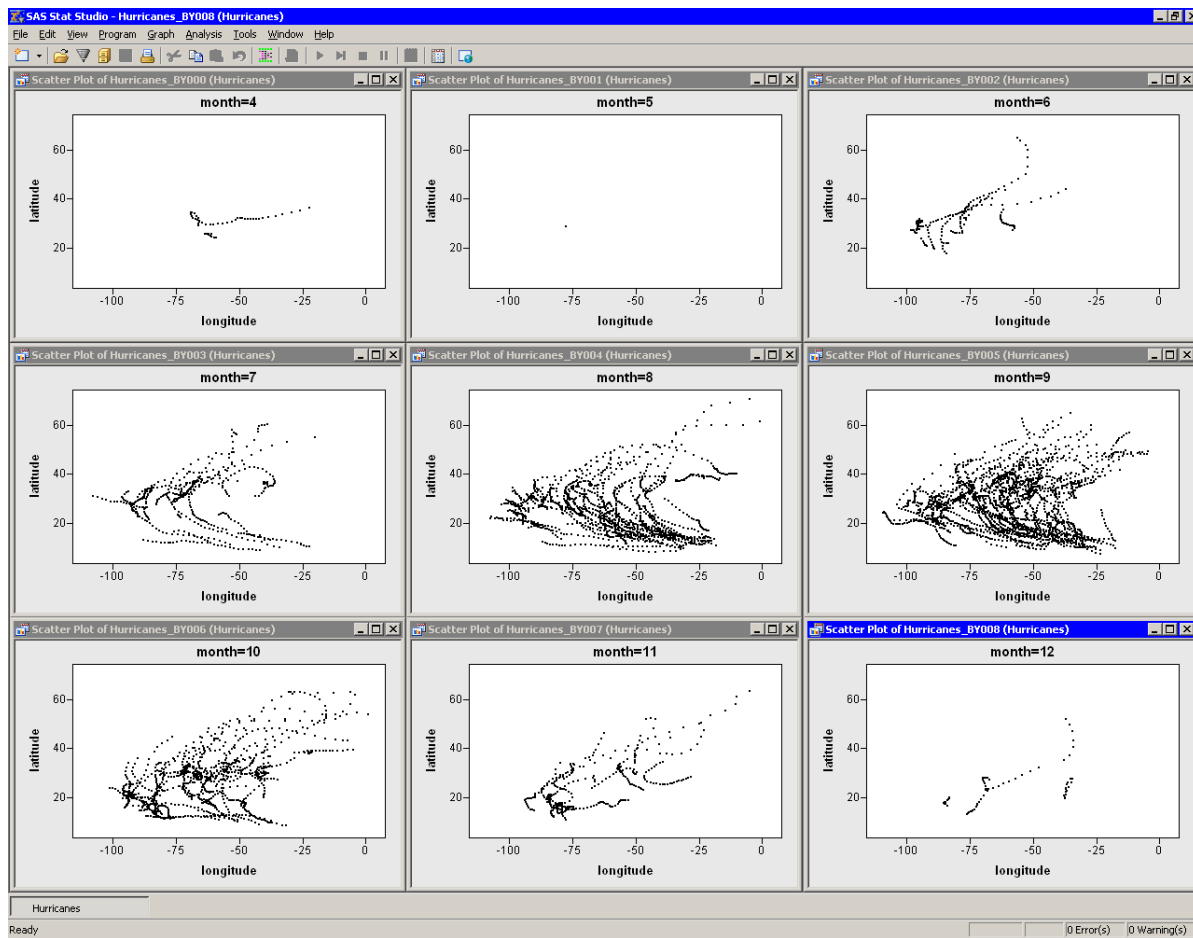 SAS Stat Studio - Hurricanes_BY008 (Hurricanes)
File Edit View Program Graph Analysis Tools Window Help
Scatter Plot of Hurricanes_BY000 (Hurricanes)
month=4
latitude
60
40
20
-100 -75 -50 -25 0
longitude
Scatter Plot of Hurricanes_BY001 (Hurricanes)
month=5
latitude
60
40
20
-100 -75 -50 -25 0
longitude
Scatter Plot of Hurricanes_BY002 (Hurricanes)
month=6
latitude
60
40
20
-100 -75 -50 -25 0
longitude
Scatter Plot of Hurricanes_BY003 (Hurricanes)
month=7
latitude
60
40
20
-100 -75 -50 -25 0
longitude
Scatter Plot of Hurricanes_BY004 (Hurricanes)
month=8
latitude
60
40
20
-100 -75 -50 -25 0
longitude
Scatter Plot of Hurricanes_BY005 (Hurricanes)
month=9
latitude
60
40
20
-100 -75 -50 -25 0
longitude
Scatter Plot of Hurricanes_BY006 (Hurricanes)
month=10
latitude
60
40
20
-100 -75 -50 -25 0
longitude
Scatter Plot of Hurricanes_BY007 (Hurricanes)
month=11
latitude
60
40
20
-100 -75 -50 -25 0
longitude
Scatter Plot of Hurricanes_BY008 (Hurricanes)
month=12
latitude
60
40
20
-100 -75 -50 -25 0
longitude
Hurricanes
Ready 0 Error(s) 0 Warning(s)